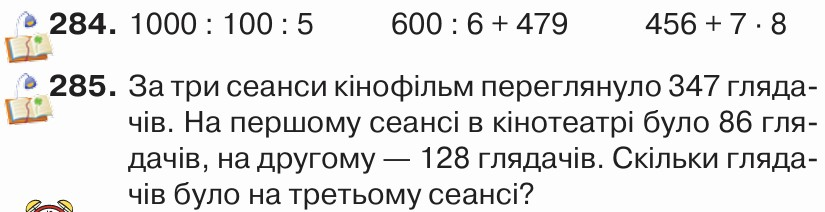 284. 1000 : 100 : 5 600 : 6 + 479 456 + 7 · 8
285. За три сеанси кінофільм переглянуло 347 гляда-
чів. На першому сеансі в кінотеатрі було 86 гля-
дачів, на другому — 128 глядачів. Скільки гляда-
чів було на третьому сеансі?